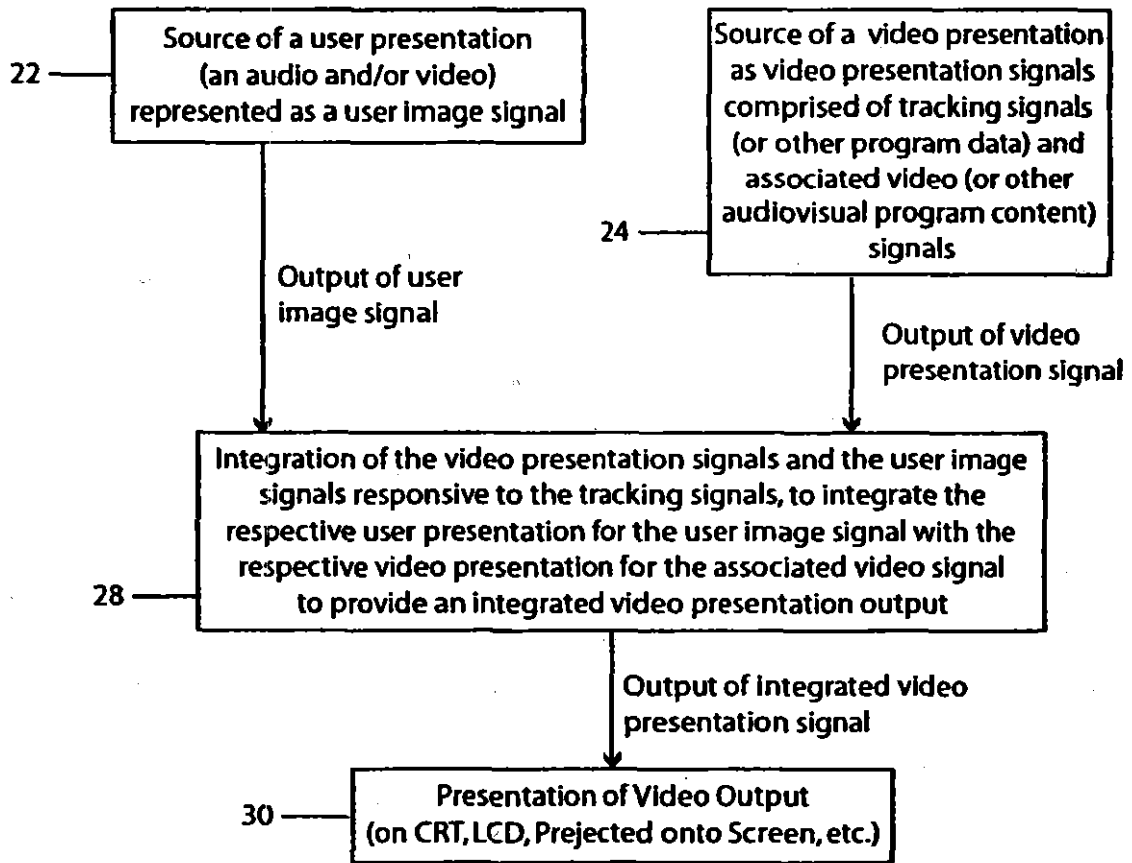 Source of a user presentation
(an audio and/or video)
represented as a user image signal
22
Source of a video presentation
as video presentation signals
comprised of tracking signals
(or other program data) and
associated video (or other
audiovisual program content)
signals
24
Output of user
image signal
Output of video
presentation signal
Integration of the video presentation signals and the user image
signals responsive to the tracking signals, to integrate the
respective user presentation for the user image signal with the
respective video presentation for the associated video signal
to provide an integrated video presentation output
28
Output of integrated video
presentation signal
Presentation of Video Output
(on CRT, LCD, Prejected onto Screen, etc.)
30